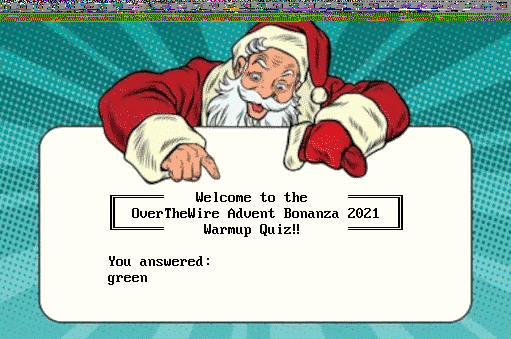 Welcome to the
OverTheWire Advent Bonanza 2021
Warmup Quiz!!
You answered:
green